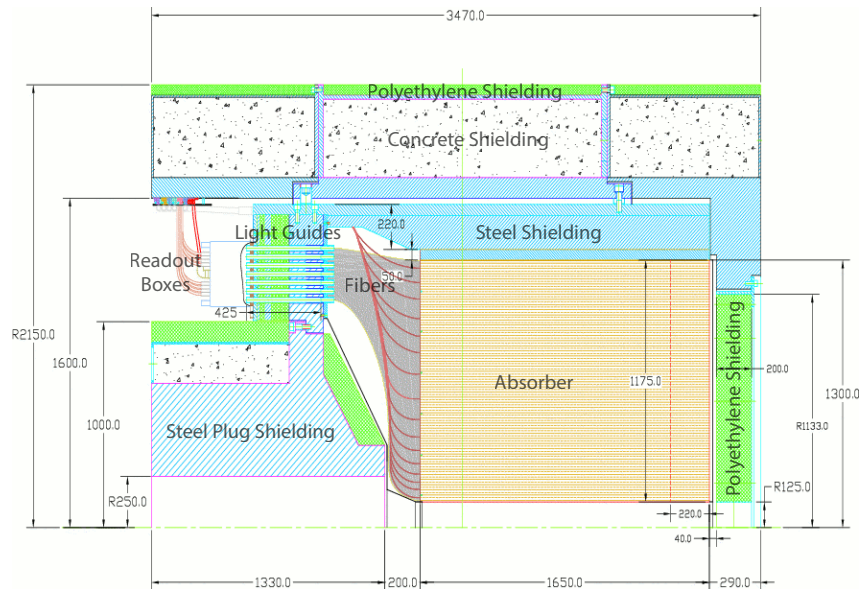 3470.0
Polyethylene Shielding
Concrete Shielding
220.0
Light Guides
Steel Shielding
Readout
Boxes
50.0
Fibers
425
R2150.0
1600.0
1000.0
Absorber
1175.0
Polyethylene Shielding
200.0
1300.0
R1133.0
Steel Plug Shielding
R250.0
R125.0
220.0
40.0
1330.0
200.0
1650.0
290.0